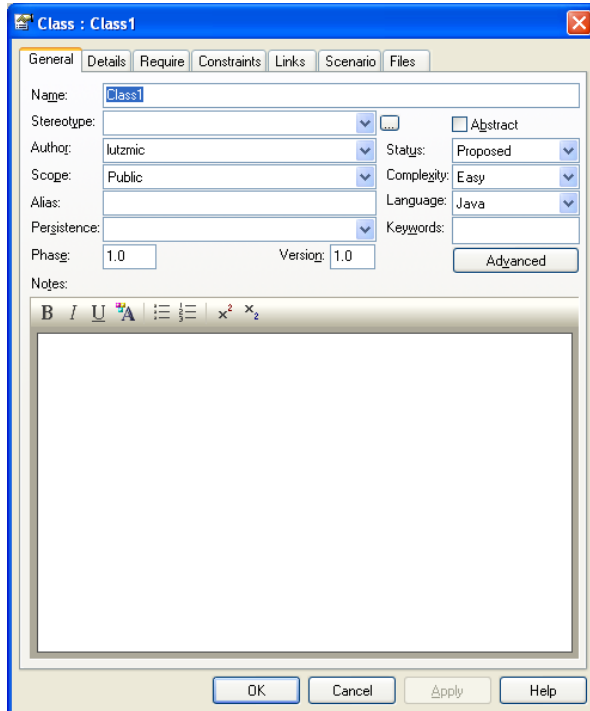 Class : Class1
General Details Require Constraints Links Scenario Files
Name: Class1
Stereotype: ... Abstract
Author: lutzmic Status: Proposed
Scope: Public Complexity: Easy
Alias: Language: Java
Persistence: Keywords:
Phase: 1.0 Version: 1.0 Advanced
Notes:
B I U A x² x₂
OK Cancel Apply Help